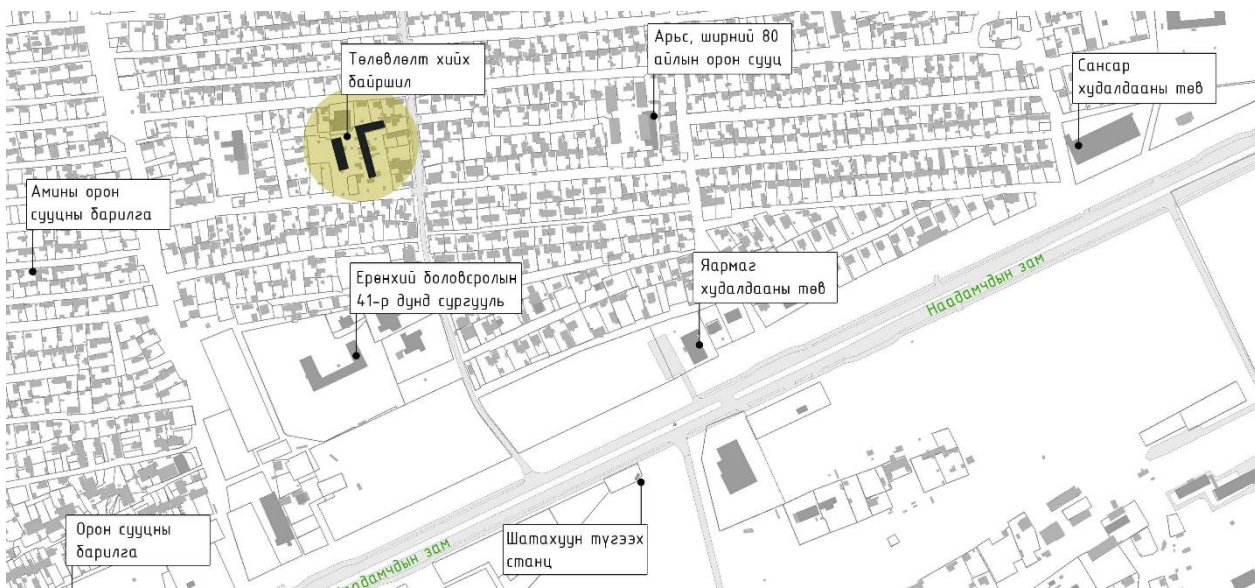 Төлөвлөлт хийх
байршил
Арьс, ширний 80
айлын орон сууц
Сансар
худалдааны төв
Амины орон
сууцны барилга
Ерөнхий боловсролын
41-р дунд сургууль
Яармаг
худалдааны төв
Наадамчдын зам
Орон сууцны
барилга
Шатахуун түгээх
станц
Наадамчдын зам